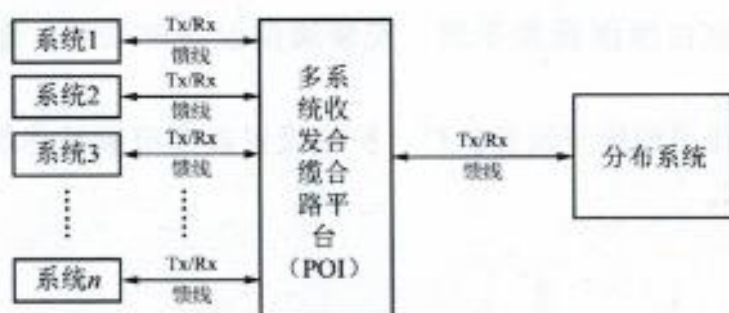 系统1
Tx/Rx
馈线
系统2
Tx/Rx
馈线
系统3
Tx/Rx
馈线
系统n
Tx/Rx
馈线
多系
统收
发合
缆合
路平
台
（POI）
Tx/Rx
馈线
分布系统